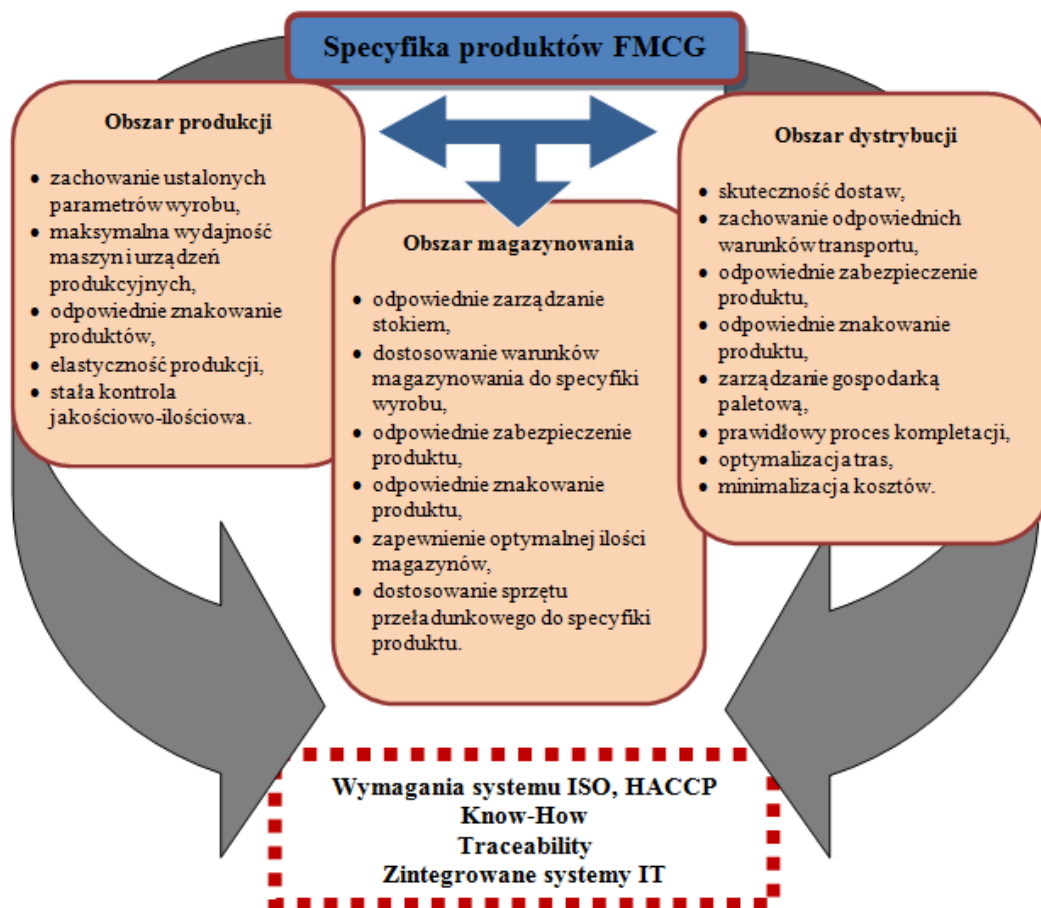 Specyfika produktów FMCG
Obszar produkcji
• zachowanie ustalonych
parametrów wyrobu,
• maksymalna wydajność
maszyn i urządzeń
produkcyjnych,
• odpowiednie znakowanie
produktów,
• elastyczność produkcji,
• stała kontrola
jakościowo-ilościowa.
Obszar magazynowania
• odpowiednie zarządzanie
stokiem,
• dostosowanie warunków
magazynowania do specyfiki
wyrobu,
• odpowiednie zabezpieczenie
produktu,
• odpowiednie znakowanie
produktu,
• zapewnienie optymalnej ilości
magazynów,
• dostosowanie sprzętu
przeładunkowego do specyfiki
produktu.
Obszar dystrybucji
• skuteczność dostaw,
• zachowanie odpowiednich
warunków transportu,
• odpowiednie zabezpieczenie
produktu,
• odpowiednie znakowanie
produktu,
• zarządzanie gospodarką
paletową,
• prawidłowy proces kompletacji,
• optymalizacja tras,
• minimalizacja kosztów.
Wymagania systemu ISO, HACCP
Know-How
Traceability
Zintegrowane systemy IT